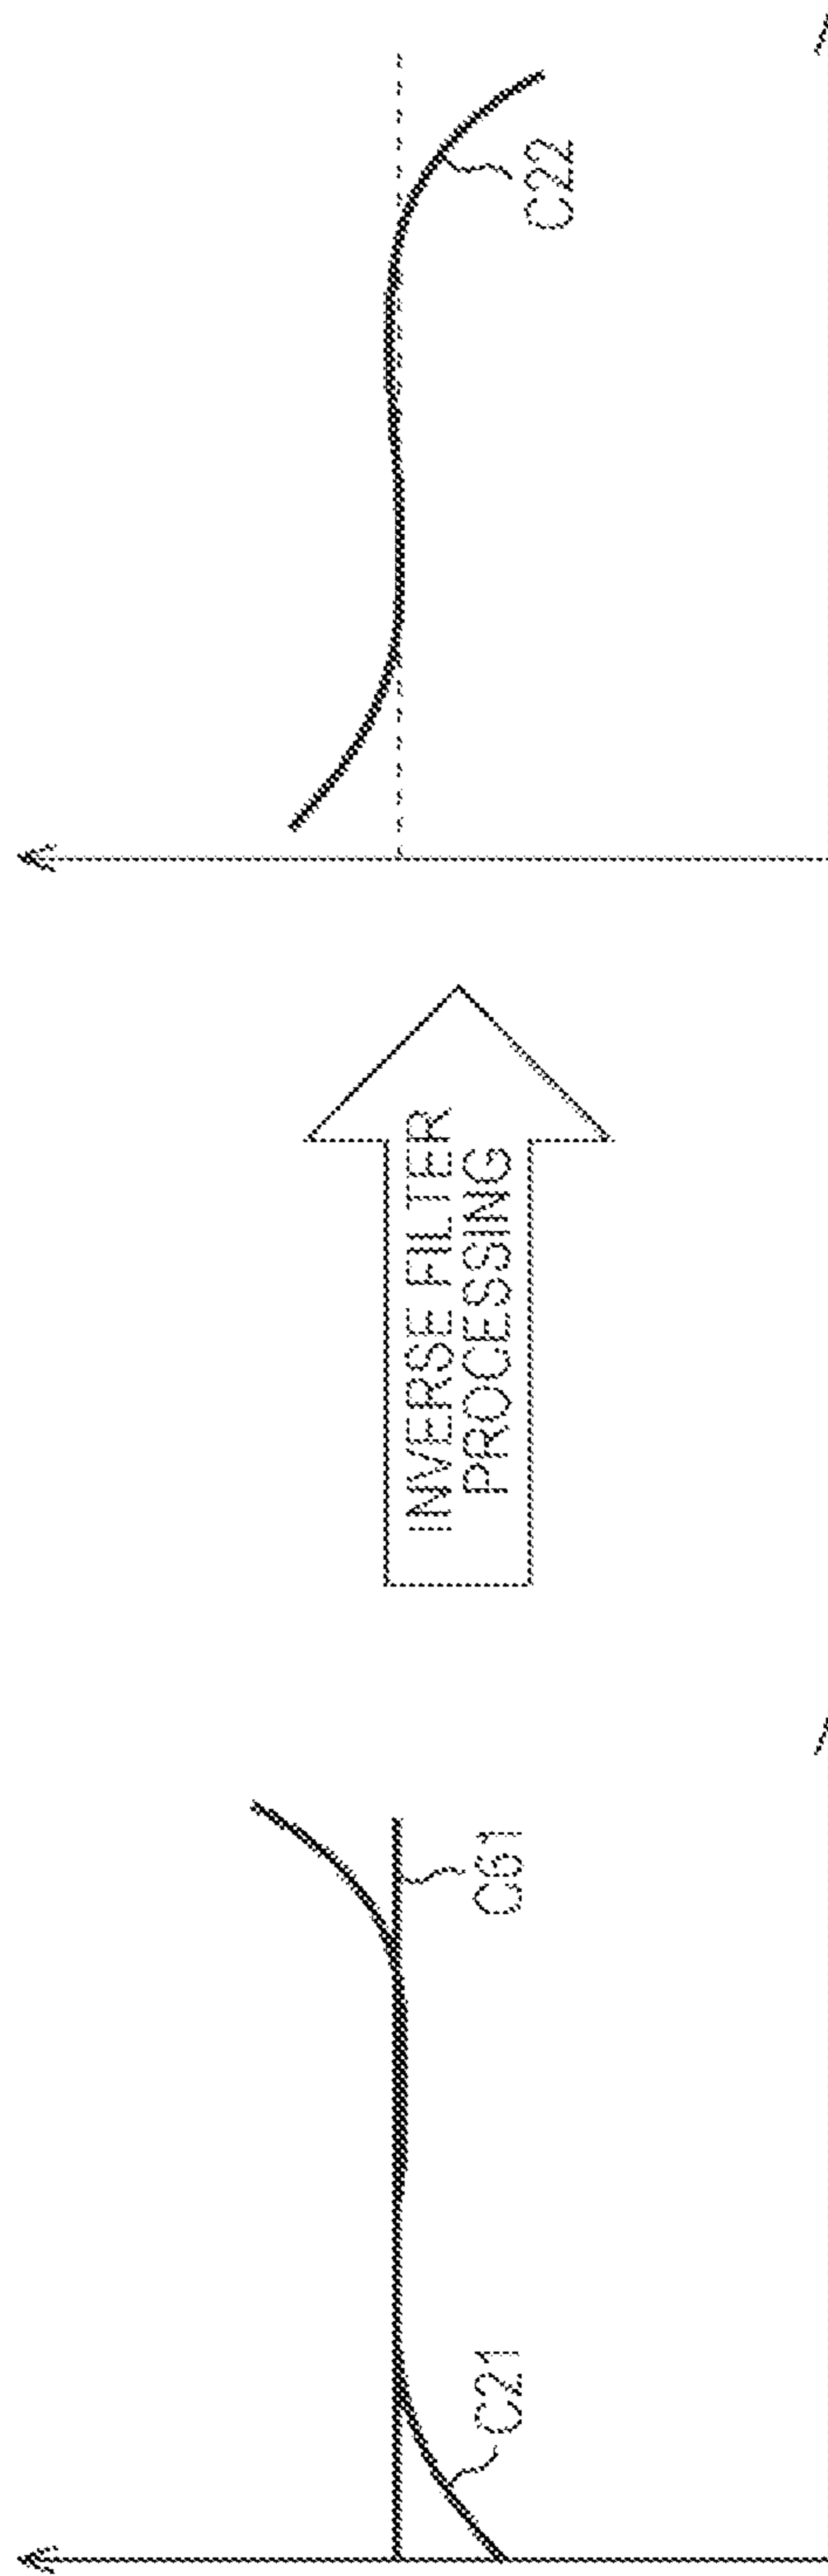 C21
C61
INVERSE FILTER
PROCESSING
C22